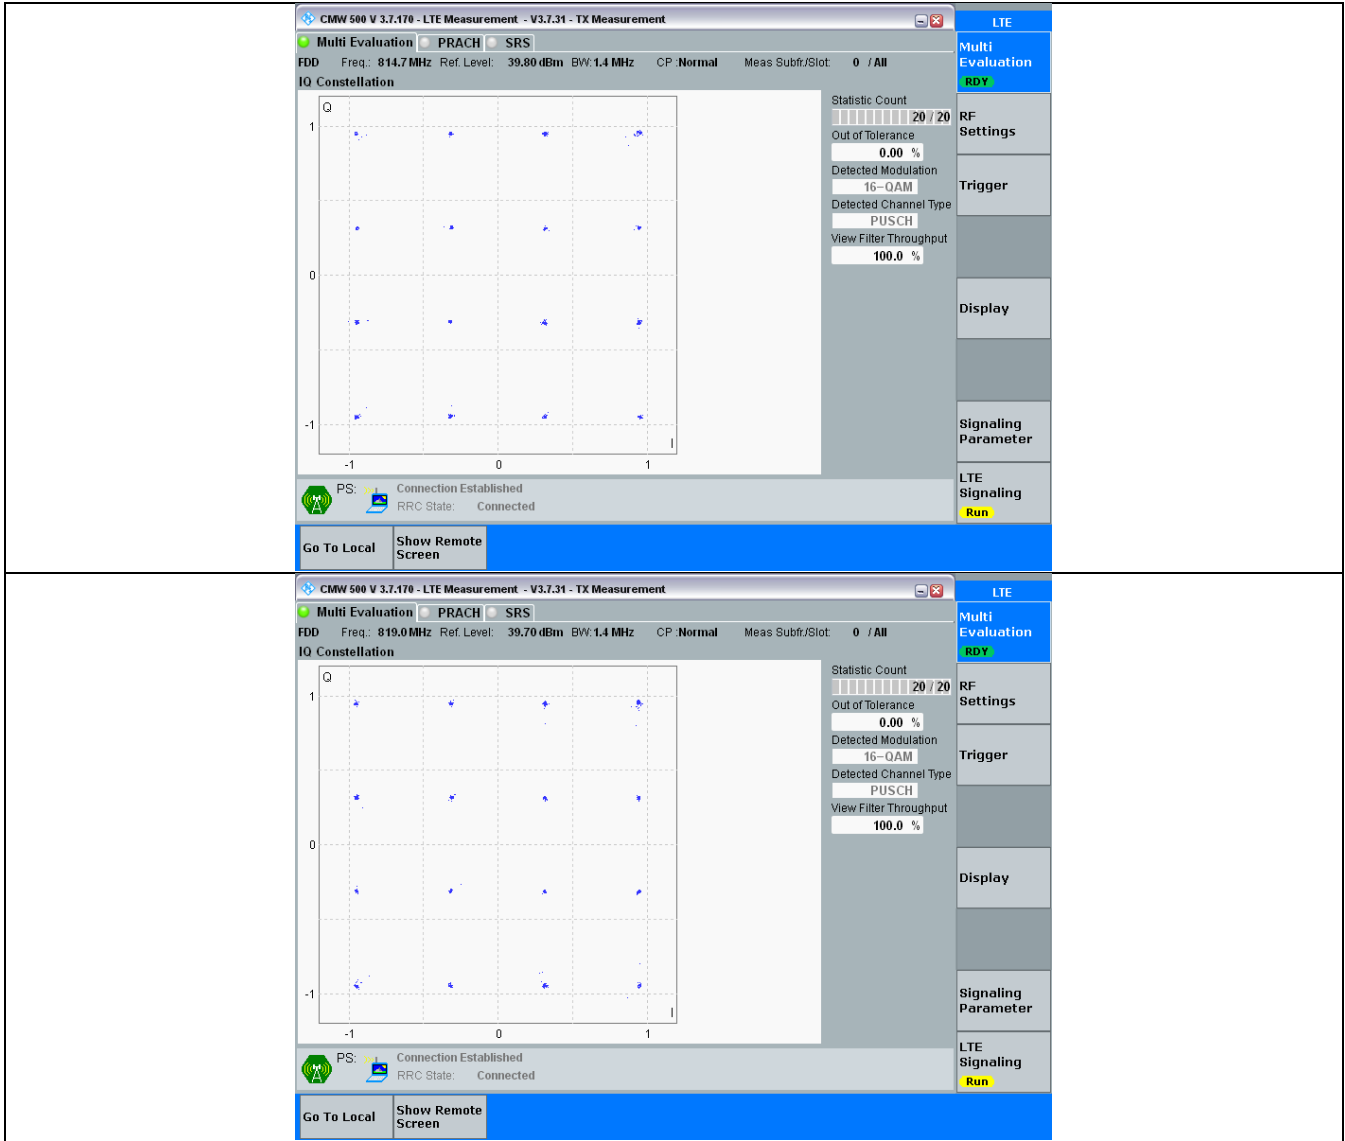 CMW 500 V 3.7.170 - LTE Measurement - V3.7.31 - TX Measurement
LTE
Multi Evaluation PRACH SRS
FDD Freq.: 814.7 MHz Ref. Level: 39.80 dBm BW: 1.4 MHz CP :Normal Meas Subfr./Slot: 0 / All
IQ Constellation
Q
1
0
-1
I
-1 0 1
Statistic Count
20 / 20
Out of Tolerance
0.00 %
Detected Modulation
16-QAM
Detected Channel Type
PUSCH
View Filter Throughput
100.0 %
Multi
Evaluation
RDY
RF
Settings
Trigger
Display
Signaling
Parameter
LTE
Signaling
Run
PS: Connection Established
RRC State: Connected
Go To Local
Show Remote
Screen
CMW 500 V 3.7.170 - LTE Measurement - V3.7.31 - TX Measurement
LTE
Multi Evaluation PRACH SRS
FDD Freq.: 819.0 MHz Ref. Level: 39.70 dBm BW: 1.4 MHz CP :Normal Meas Subfr./Slot: 0 / All
IQ Constellation
Q
1
0
-1
I
-1 0 1
Statistic Count
20 / 20
Out of Tolerance
0.00 %
Detected Modulation
16-QAM
Detected Channel Type
PUSCH
View Filter Throughput
100.0 %
Multi
Evaluation
RDY
RF
Settings
Trigger
Display
Signaling
Parameter
LTE
Signaling
Run
PS: Connection Established
RRC State: Connected
Go To Local
Show Remote
Screen